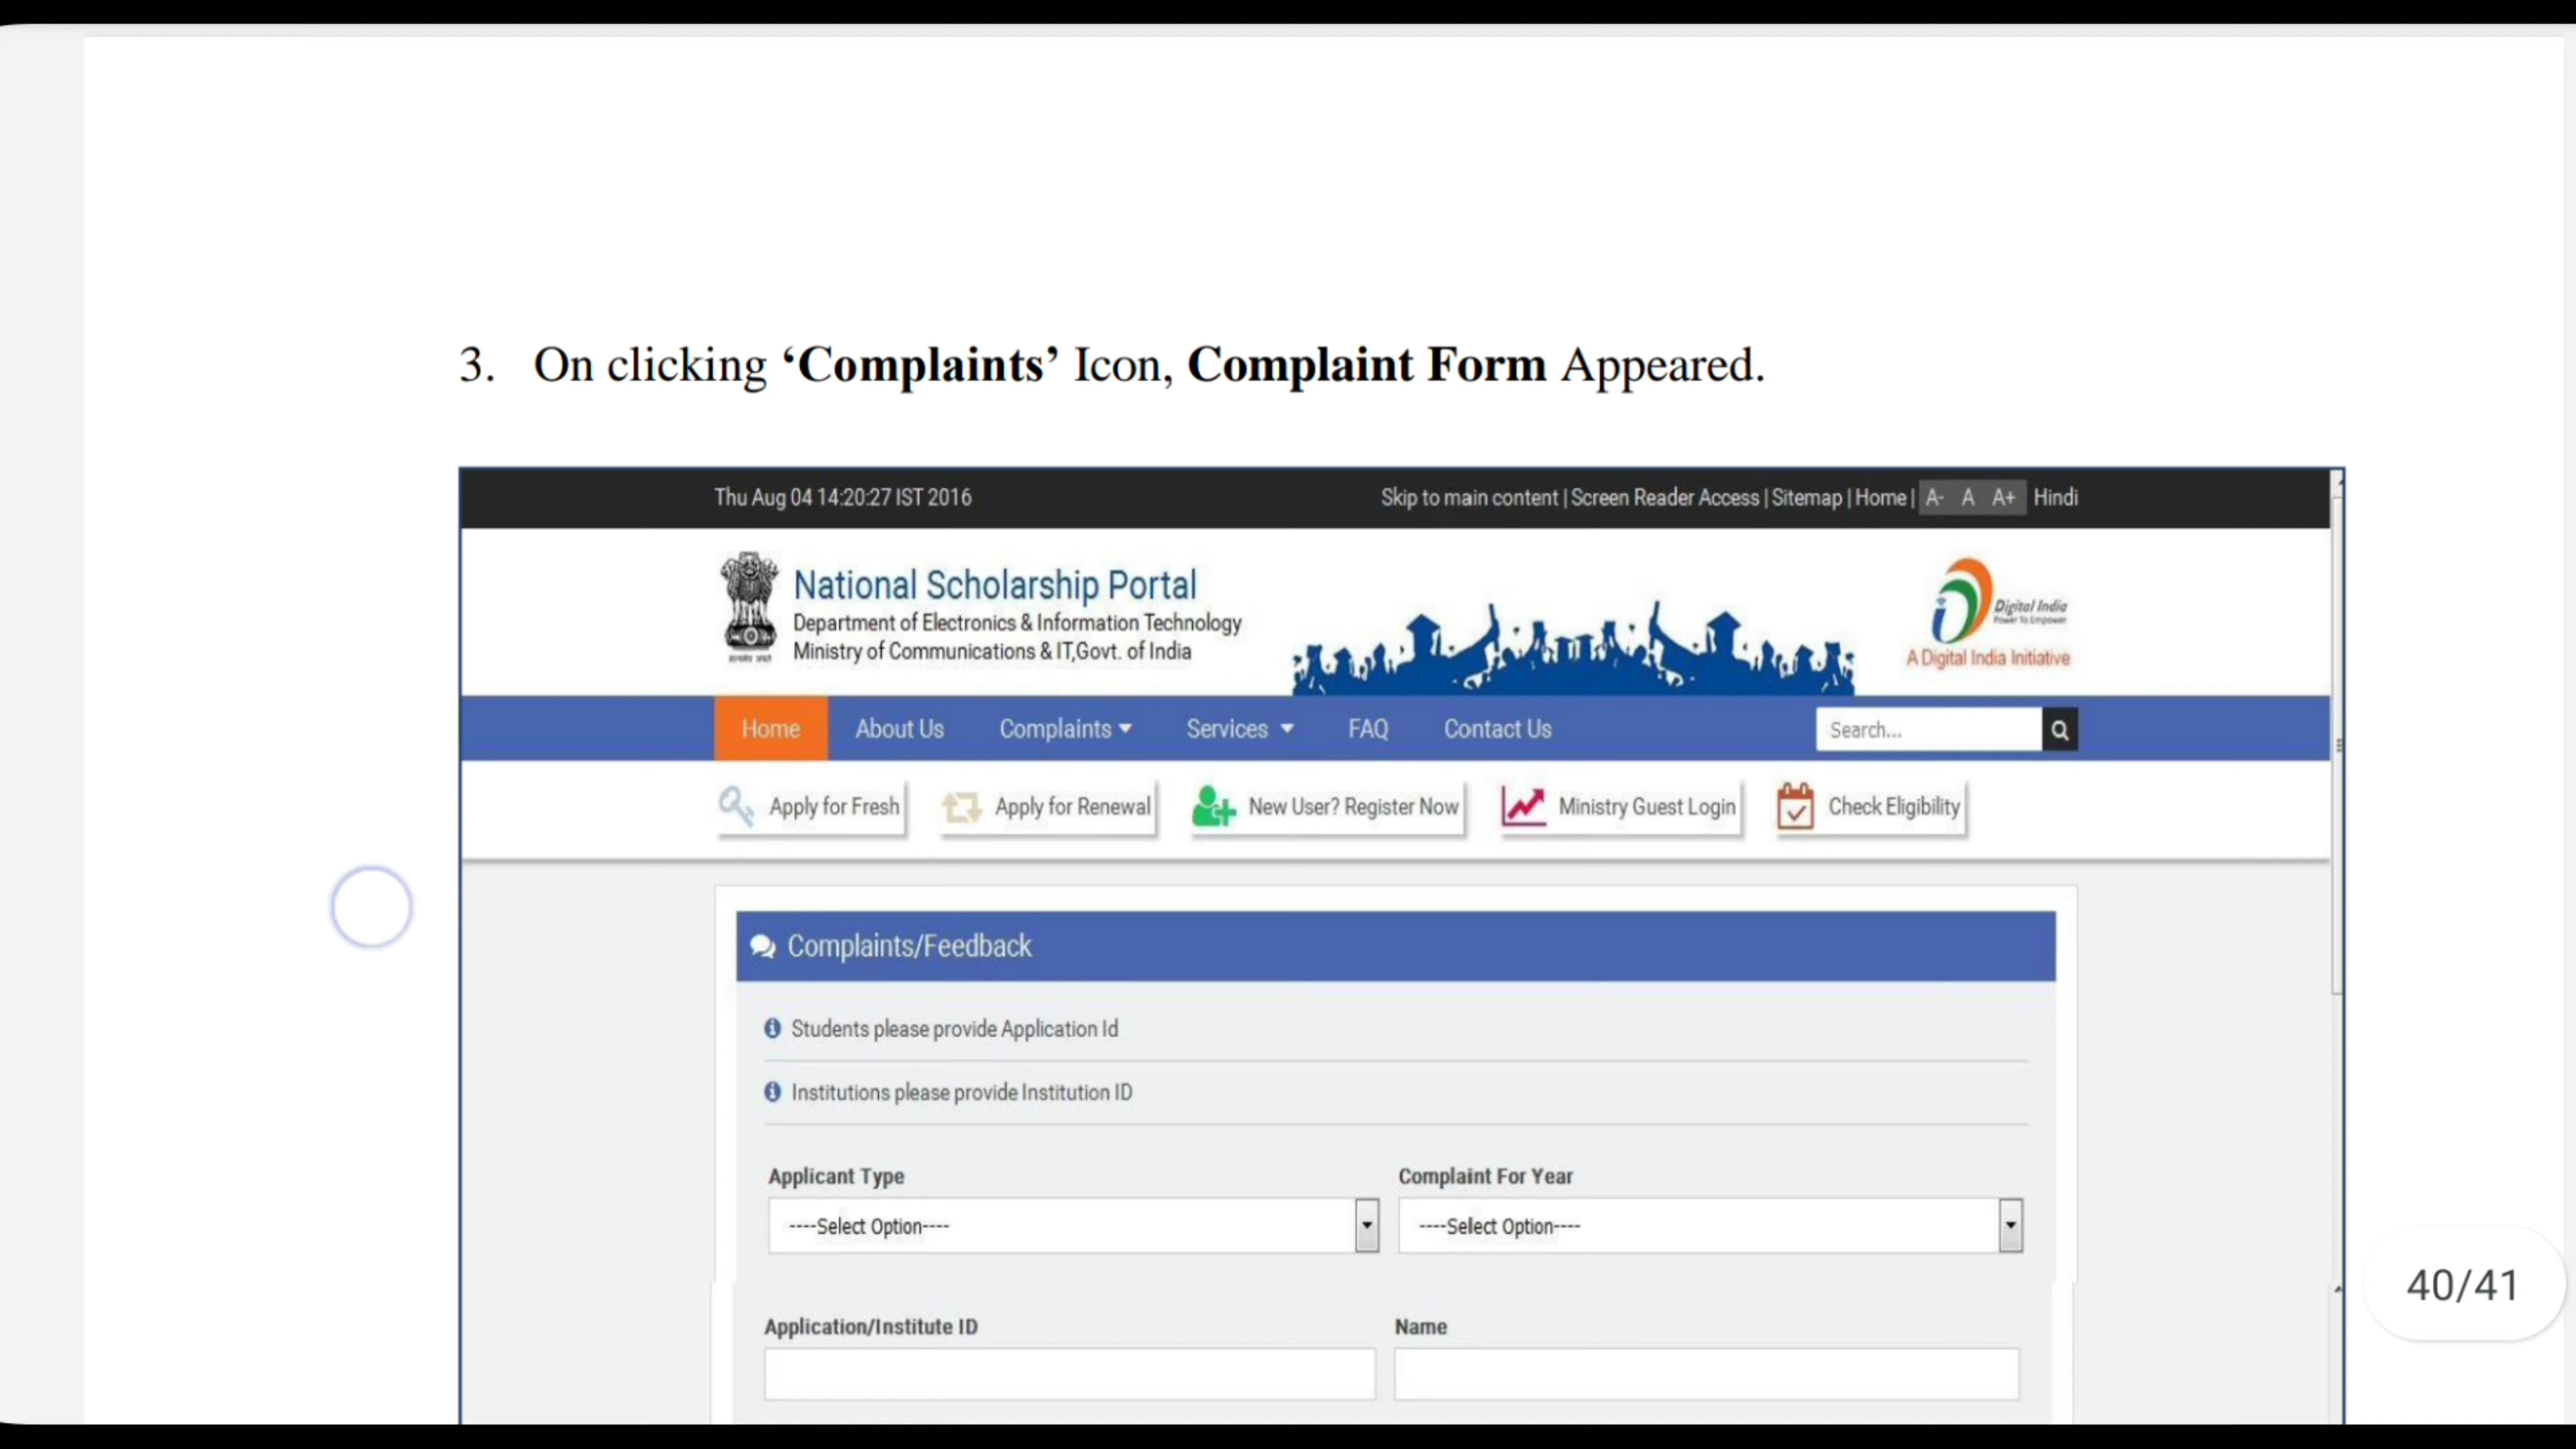 3. On clicking ‘Complaints’ Icon, Complaint Form Appeared.
Thu Aug 04 14:20:27 IST 2016
Skip to main content | Screen Reader Access | Sitemap | Home | A- A A+ Hindi
National Scholarship Portal
Department of Electronics & Information Technology
Ministry of Communications & IT,Govt. of India
Digital India
Power To Empower
A Digital India Initiative
Home About Us Complaints Services FAQ Contact Us Search...
Apply for Fresh Apply for Renewal New User? Register Now Ministry Guest Login Check Eligibility
Complaints/Feedback
Students please provide Application Id
Institutions please provide Institution ID
Applicant Type Complaint For Year
----Select Option---- ----Select Option----
40/41
Application/Institute ID Name